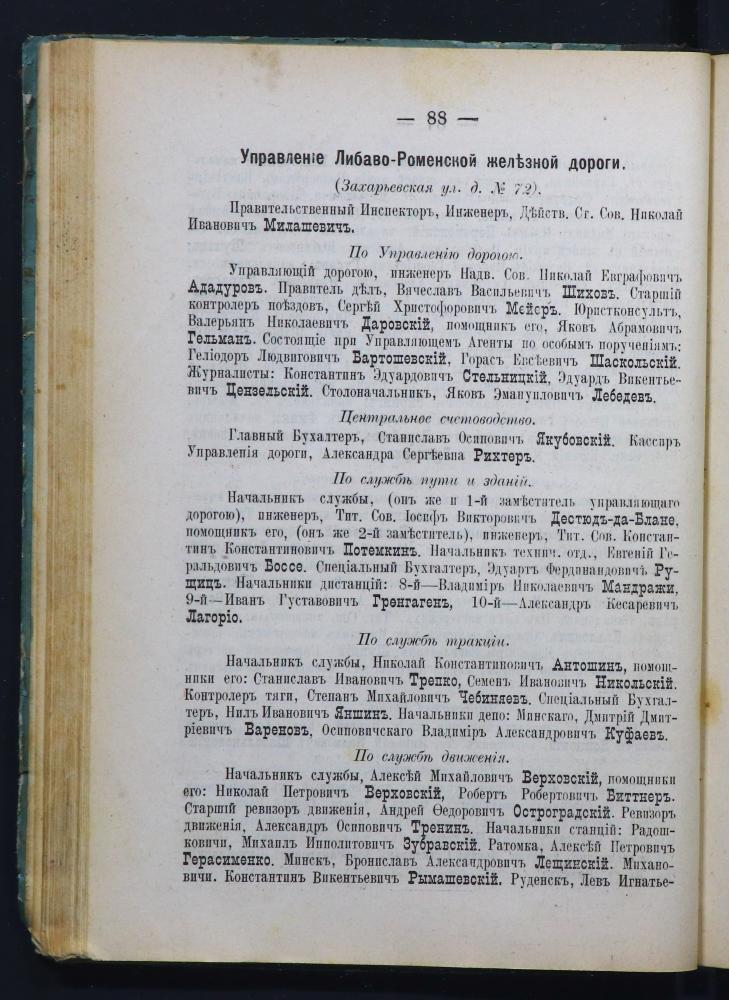 — 88 —
Управленіе Либаво-Роменской желѣзной дороги.
(Захарьевская ул. д. № 72).
Правительственный Инспекторъ, Инженеръ, Дѣйств. Ст. Сов. Николай
Ивановичъ Милашевичъ.
По Управленію дорогою.
Управляющій дорогою, инженеръ Надв. Сов. Николай Евграфовичъ
Ададуровъ. Правитель дѣлъ, Вячеславъ Васильевичъ Шиховъ. Старшій
контролеръ поѣздовъ, Сергѣй Христофоровичъ Мейеръ. Юристконсультъ,
Валерьянъ Николаевичъ Даровскій, помощникъ его, Яковъ Абрамовичъ
Гельманъ. Состоящіе при Управляющемъ Агенты по особымъ порученіямъ:
Геліодоръ Людвиговичъ Бартошевскій, Горасъ Евсѣевичъ Шаскольскій.
Журналисты: Константинъ Эдуардовичъ Стельницкій, Эдуардъ Викентье-
вичъ Цензельскій. Столоначальникъ, Яковъ Эмануиловичъ Лебедевъ.
Центральное счетоводство.
Главный Бухгалтеръ, Станиславъ Осиповичъ Якубовскій. Кассиръ
Управленія дороги, Александра Сергѣевна Рихтеръ.
По службѣ пути и зданій.
Начальникъ службы, (онъ же и 1-й замѣститель управляющаго
дорогою), инженеръ, Тит. Сов. Іосифъ Викторовичъ Дестюдъ-да-Блане,
помощникъ его, (онъ же 2-й замѣститель), инженеръ, Тит. Сов. Констан-
тинъ Константиновичъ Потемкинъ. Начальникъ технич. отд., Евгеній Ге-
ральдовичъ Боссе. Спеціальный Бухгалтеръ, Эдуартъ Фердинандовичъ Ру-
щицъ. Начальники дистанцій: 8-й—Владиміръ Николаевичъ Мандражи,
9-й—Иванъ Густавовичъ Гренгагенъ, 10-й—Александръ Кесаревичъ
Лагоріо.
По службѣ тракціи.
Начальникъ службы, Николай Константиновичъ Антошинъ, помощ-
ники его: Станиславъ Ивановичъ Трепко, Семенъ Ивановичъ Никольскій.
Контролеръ тяги, Степанъ Михайловичъ Чебиняевъ. Спеціальный Бухгал-
теръ, Нилъ Ивановичъ Яншинъ. Начальники депо: Минскаго, Дмитрій Дмит-
ріевичъ Вареновъ, Осиповичскаго Владиміръ Александровичъ Куфаевъ.
По службѣ движенія.
Начальникъ службы, Алексѣй Михайловичъ Верховскій, помощники
его: Николай Петровичъ Верховскій, Робертъ Робертовичъ Биттнеръ.
Старшій ревизоръ движенія, Андрей Ѳедоровичъ Остроградскій. Ревизоръ
движенія, Александръ Осиповичъ Тренинъ. Начальники станцій: Радош-
ковичи, Михаилъ Ипполитовичъ Зубравскій. Ратомка, Алексѣй Петровичъ
Герасименко. Минскъ, Брониславъ Александровичъ Лещинскій. Михано-
вичи. Константинъ Викентьевичъ Рымашевскій. Руденскъ, Левъ Игнатье-